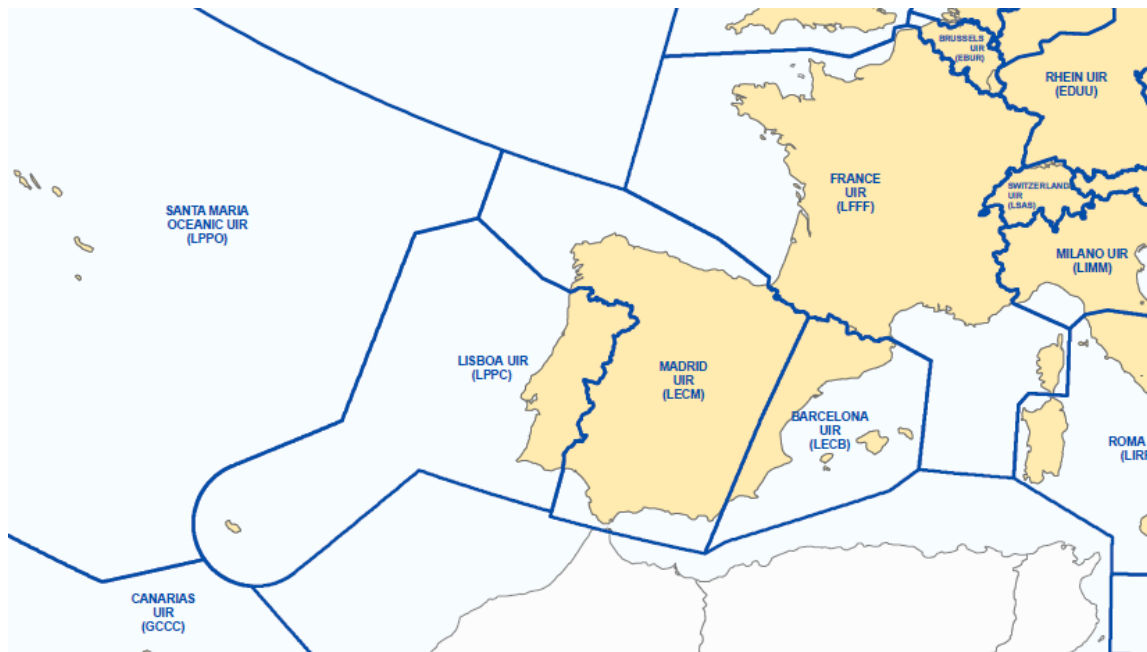 BRUSSELS
UIR
(EBUR)
RHEIN UIR
(EDUU)
FRANCE
UIR
(LFFF)
SWITZERLAND
UIR
(LSAS)
SANTA MARIA
OCEANIC UIR
(LPPO)
MILANO UIR
(LIMM)
LISBOA UIR
(LPPC)
MADRID
UIR
(LECM)
BARCELONA
UIR
(LECB)
ROMA
(LIRF
CANARIAS
UIR
(GCCC)